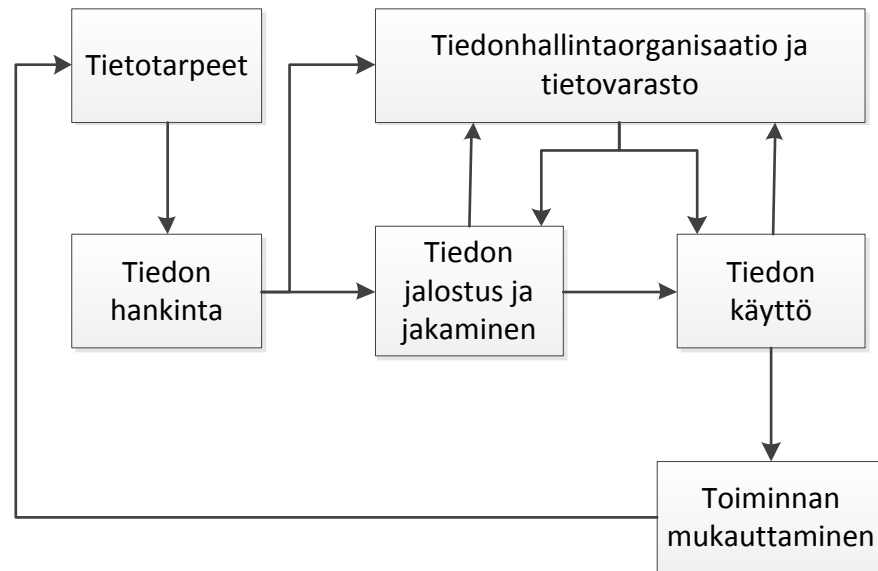 Tietotarpeet
Tiedonhallintaorganisaatio ja
tietovarasto
Tiedon
hankinta
Tiedon
jalostus ja
jakaminen
Tiedon
käyttö
Toiminnan
mukauttaminen